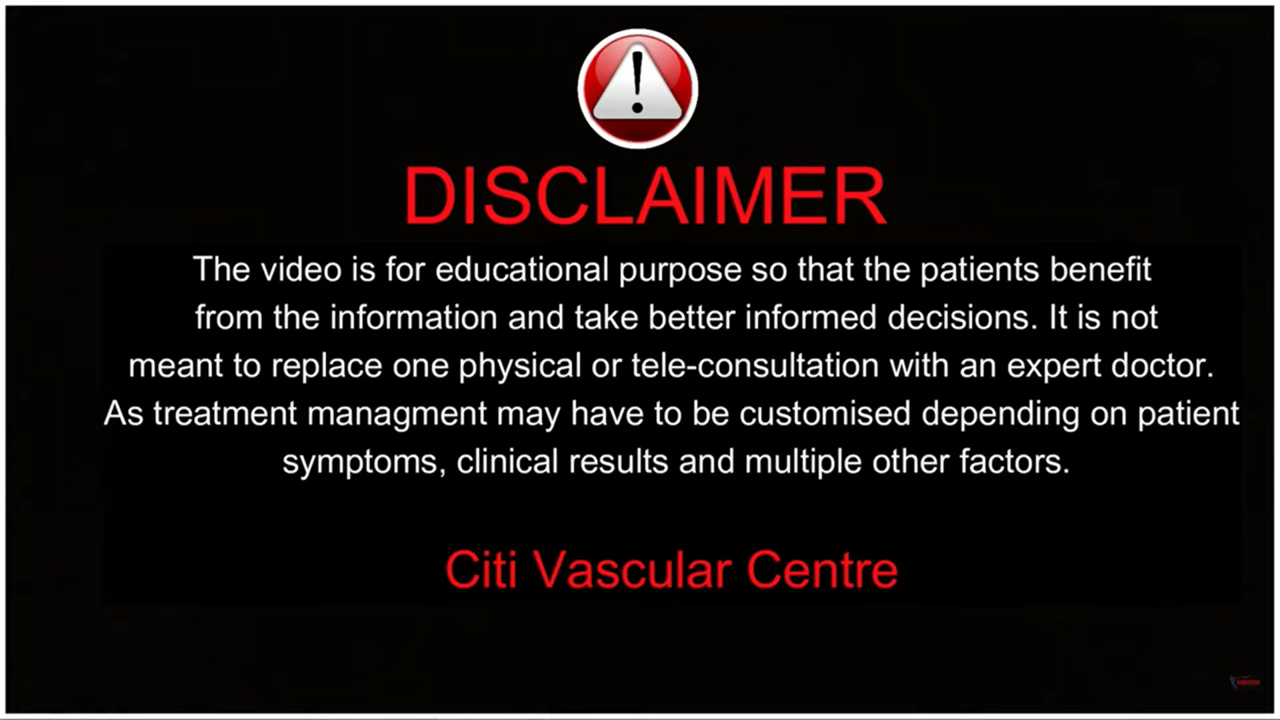 DISCLAIMER
The video is for educational purpose so that the patients benefit
from the information and take better informed decisions. It is not
meant to replace one physical or tele-consultation with an expert doctor.
As treatment managment may have to be customised depending on patient
symptoms, clinical results and multiple other factors.
Citi Vascular Centre